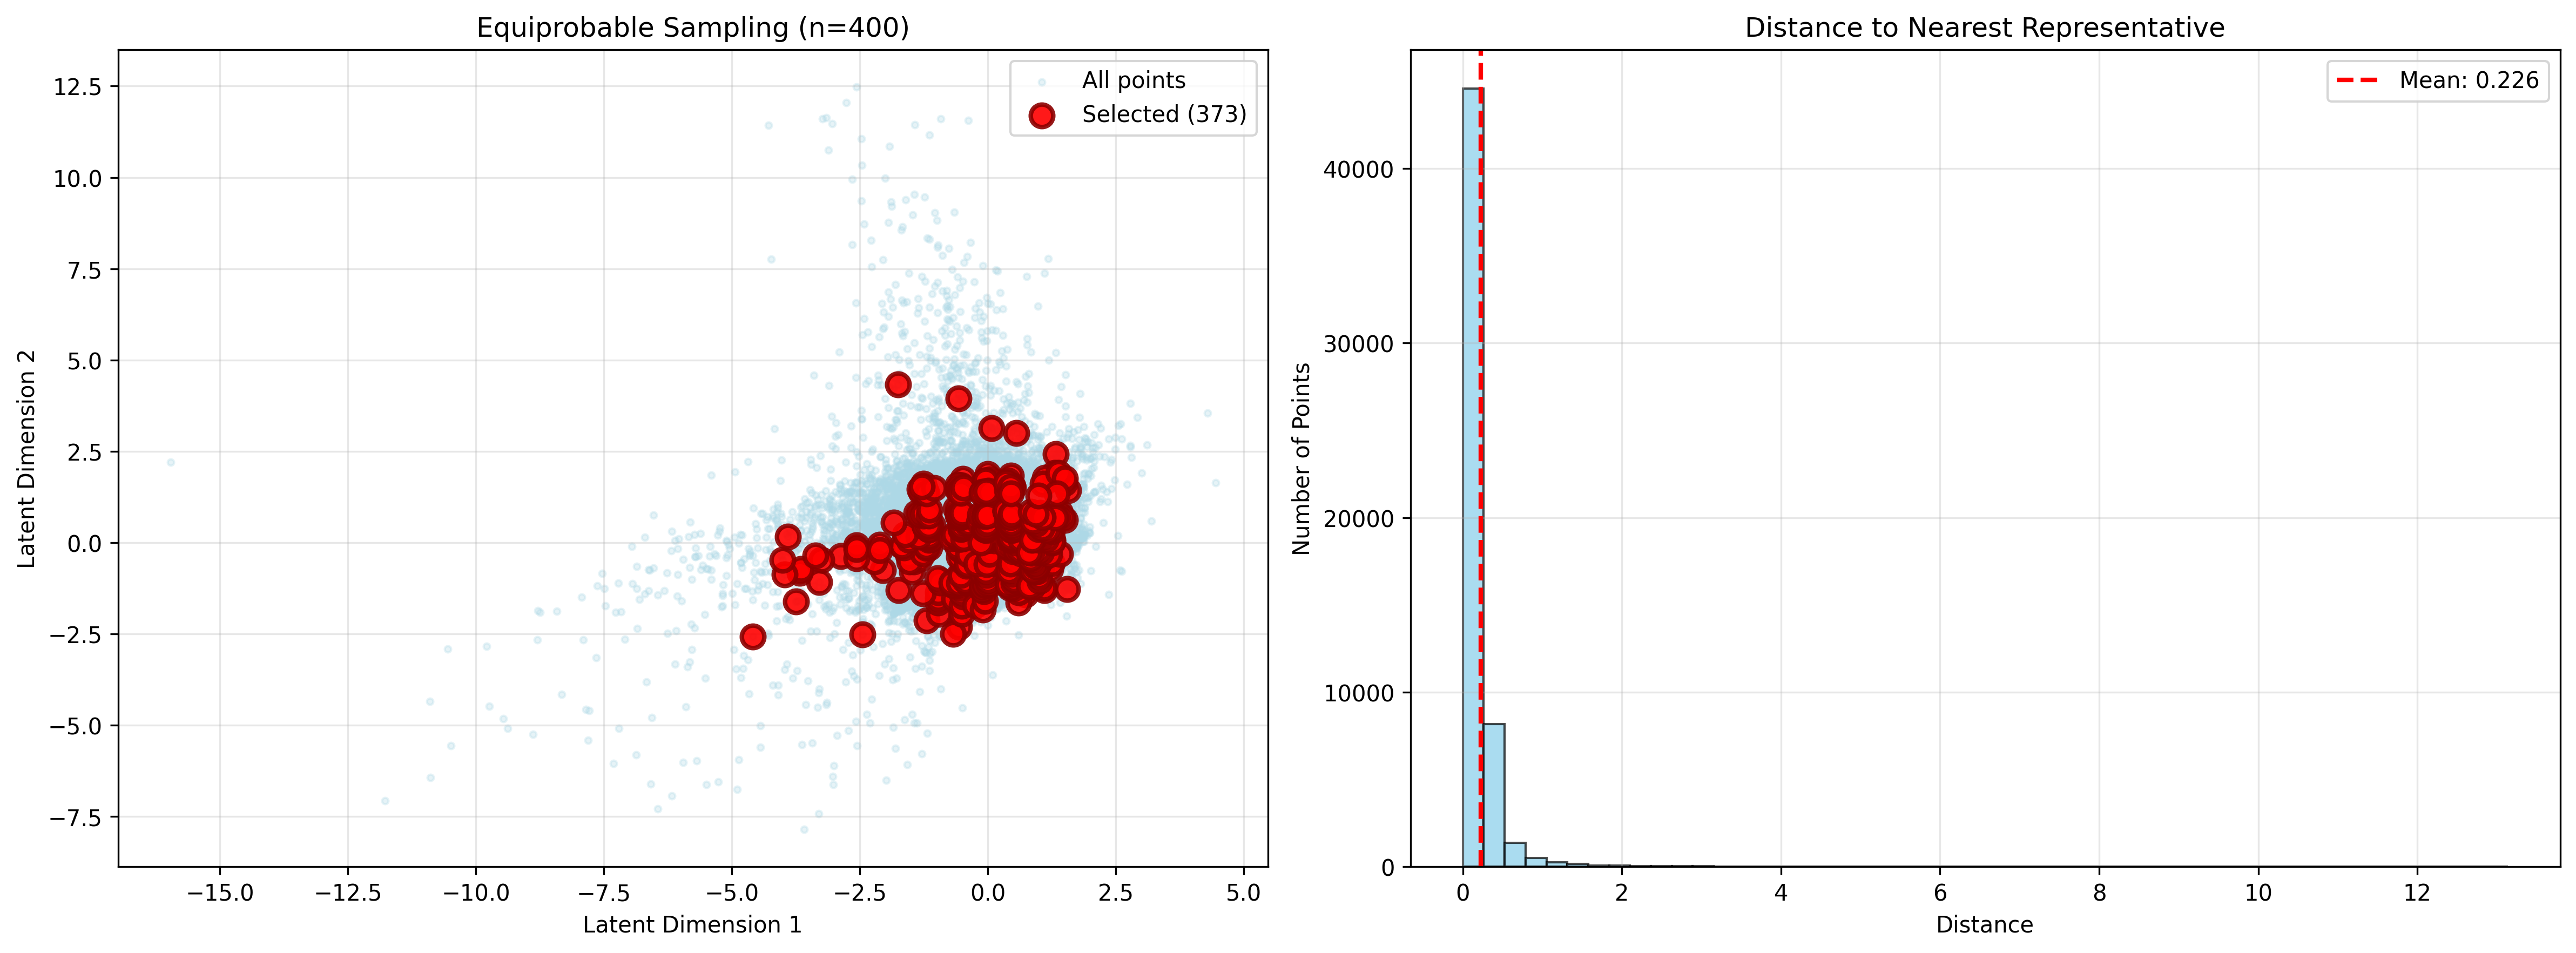 Equiprobable Sampling (n=400)
All points
Selected (373)
12.5
10.0
7.5
5.0
2.5
0.0
−2.5
−5.0
−7.5
Latent Dimension 2
−15.0 −12.5 −10.0 −7.5 −5.0 −2.5 0.0 2.5 5.0
Latent Dimension 1
Distance to Nearest Representative
Mean: 0.226
40000
30000
20000
10000
0
Number of Points
0 2 4 6 8 10 12
Distance